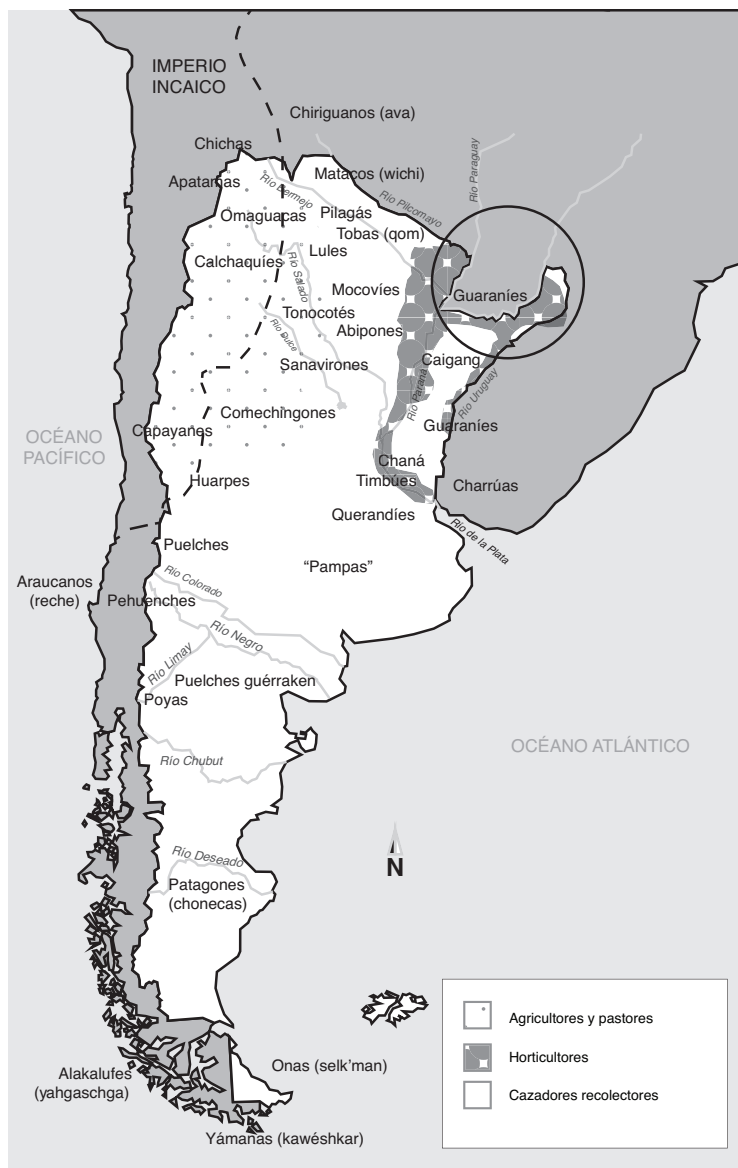 IMPERIO
INCAICO
Chiriguanos (ava)
Chichas
Matacos (wichi)
Apatamas
Río Bermejo
Río Pilcomayo
Río Paraguay
Omaguacas
Pilagás
Tobas (qom)
Lules
Calchaquíes
Río Salado
Mocovíes
Guaraníes
Tonocotés
Río Dulce
Abipones
Sanavirones
Caigang
Río Paraná
Río Uruguay
Comechingones
Guaraníes
Capayanes
OCÉANO
PACÍFICO
Chaná
Timbúes
Huarpes
Charrúas
Querandíes
Río de la Plata
Puelches
“Pampas”
Araucanos
(reche)
Río Colorado
Pehuenches
Río Negro
Río Limay
Puelches guérraken
Poyas
OCÉANO ATLÁNTICO
Río Chubut
N
Río Deseado
Patagones
(chonecas)
Agricultores y pastores
Horticultores
Cazadores recolectores
Onas (selk’man)
Alakalufes
(yahgaschga)
Yámanas (kawéshkar)